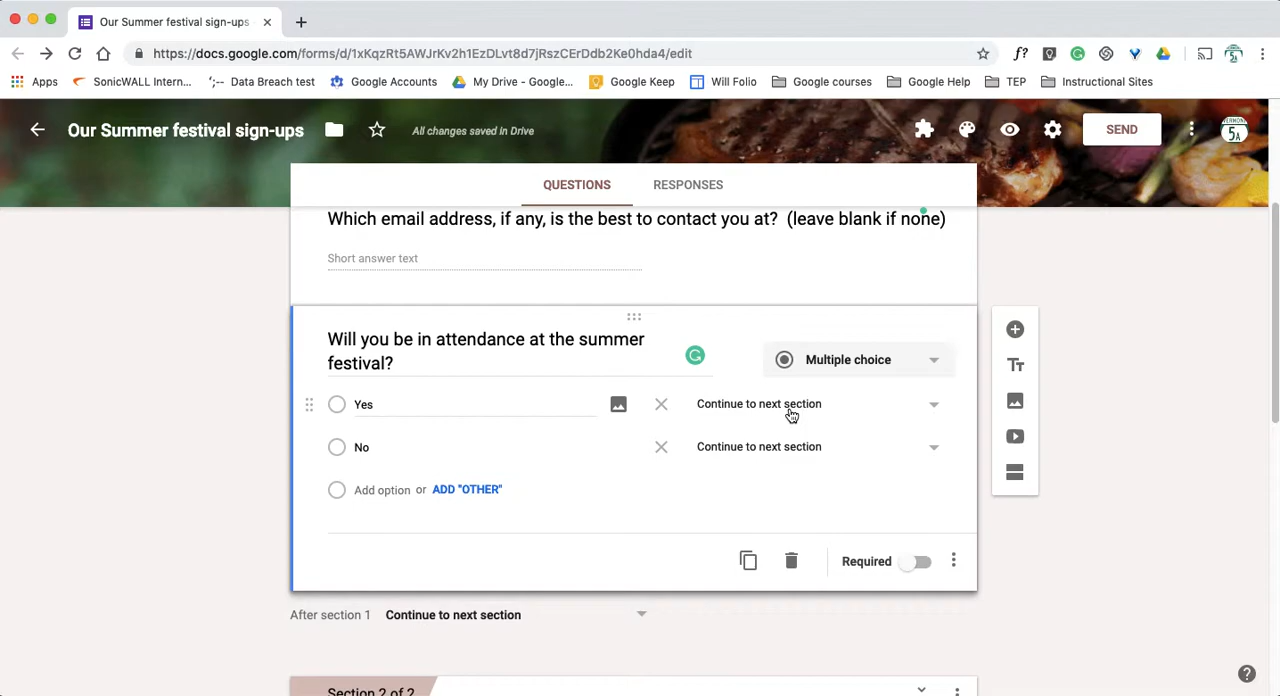 Our Summer festival sign-ups
https://docs.google.com/forms/d/1xKqzRt5AWJrKv2h1EzDLvt8d7jRszCErDdb2Ke0hda4/edit
f?
Apps SonicWALL Intern... Data Breach test Google Accounts My Drive - Google... Google Keep Will Folio Google courses Google Help TEP Instructional Sites
Our Summer festival sign-ups All changes saved in Drive SEND VERMONT 5A
QUESTIONS RESPONSES
Which email address, if any, is the best to contact you at? (leave blank if none)
Short answer text
Will you be in attendance at the summer
festival?
Multiple choice
Yes Continue to next section
No Continue to next section
Add option or ADD "OTHER"
Required
After section 1 Continue to next section
Section 2 of 2